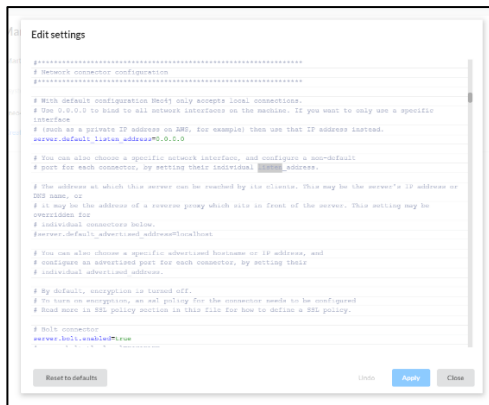 Edit settings
#***************************************************************
# Network connector configuration
#***************************************************************
# With default configuration Neo4j only accepts local connections.
# Use 0.0.0.0 to bind to all network interfaces on the machine. If you want to only use a specific
interface
# (such as a private IP address on AWS, for example) then use that IP address instead.
server.default_listen_address=0.0.0.0
# You can also choose a specific network interface, and configure a non-default
# port for each connector, by setting their individual listen_address.
# The address at which this server can be reached by its clients. This may be the server's IP address or
DNS name, or
# it may be the address of a reverse proxy which sits in front of the server. This setting may be
overridden for
# individual connectors below.
#server.default_advertised_address=localhost
# You can also choose a specific advertised hostname or IP address, and
# configure an advertised port for each connector, by setting their
# individual advertised_address.
# By default, encryption is turned off.
# To turn on encryption, an ssl policy for the connector needs to be configured
# Read more in SSL policy section in this file for how to define a SSL policy.
# Bolt connector
server.bolt.enabled=true
Reset to defaults
Undo
Apply
Close